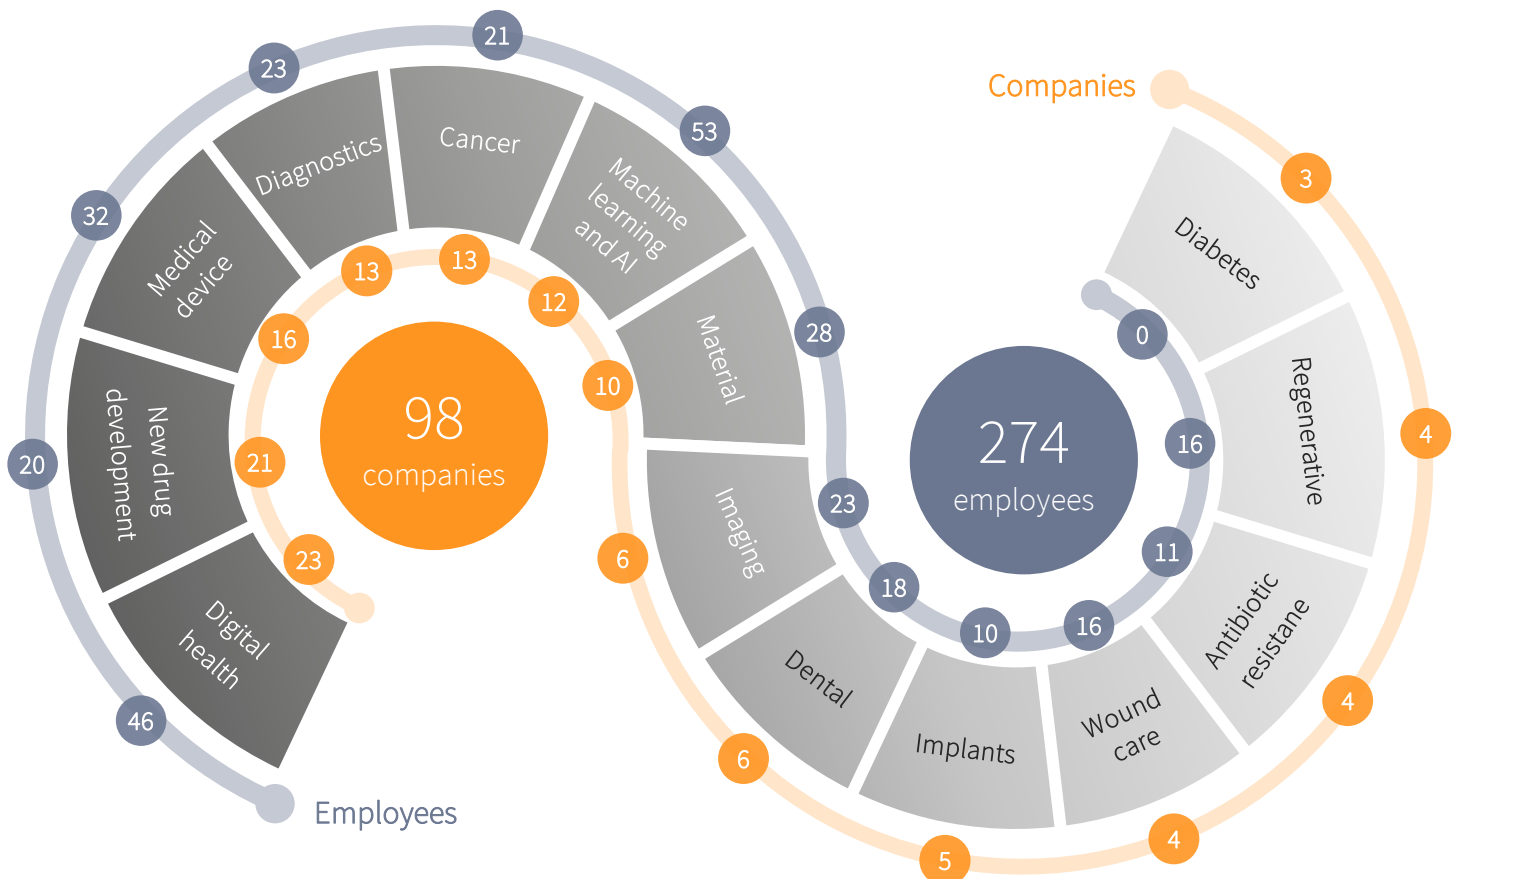 Companies
Employees
98
companies
274
employees
Digital
health
46
23
New drug
development
20
21
Medical
device
32
16
Diagnostics
23
13
Cancer
21
13
Machine
learning
and AI
53
12
Material
28
10
Imaging
23
6
Dental
18
6
Implants
10
5
Wound
care
16
4
Antibiotic
resistane
11
4
Regenerative
16
4
Diabetes
0
3